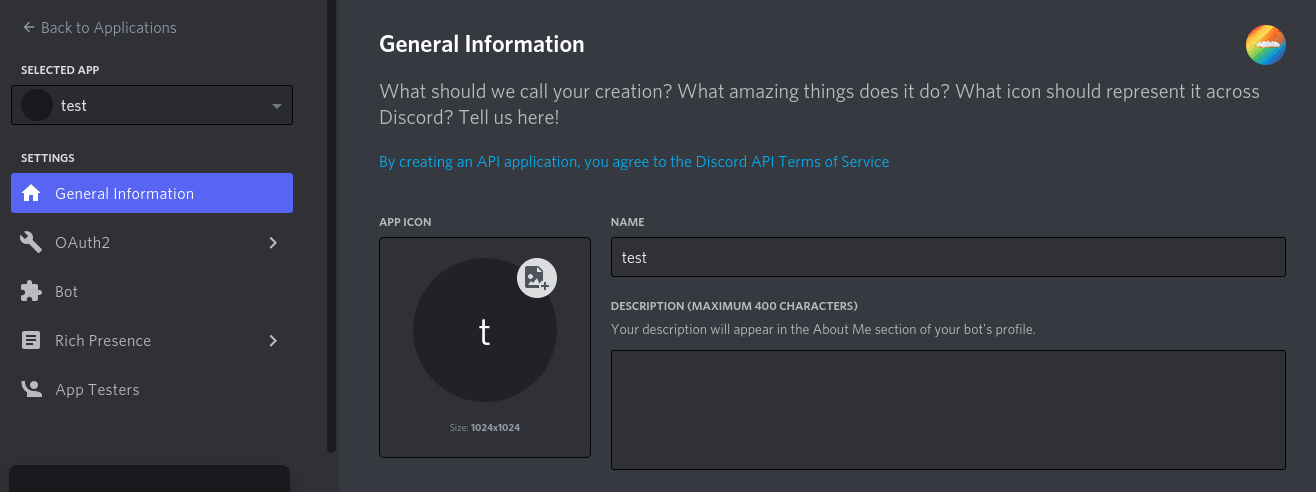 Back to Applications
SELECTED APP
test
SETTINGS
General Information
OAuth2
Bot
Rich Presence
App Testers
General Information
What should we call your creation? What amazing things does it do? What icon should represent it across
Discord? Tell us here!
By creating an API application, you agree to the Discord API Terms of Service
APP ICON
t
Size: 1024x1024
NAME
test
DESCRIPTION (MAXIMUM 400 CHARACTERS)
Your description will appear in the About Me section of your bot's profile.